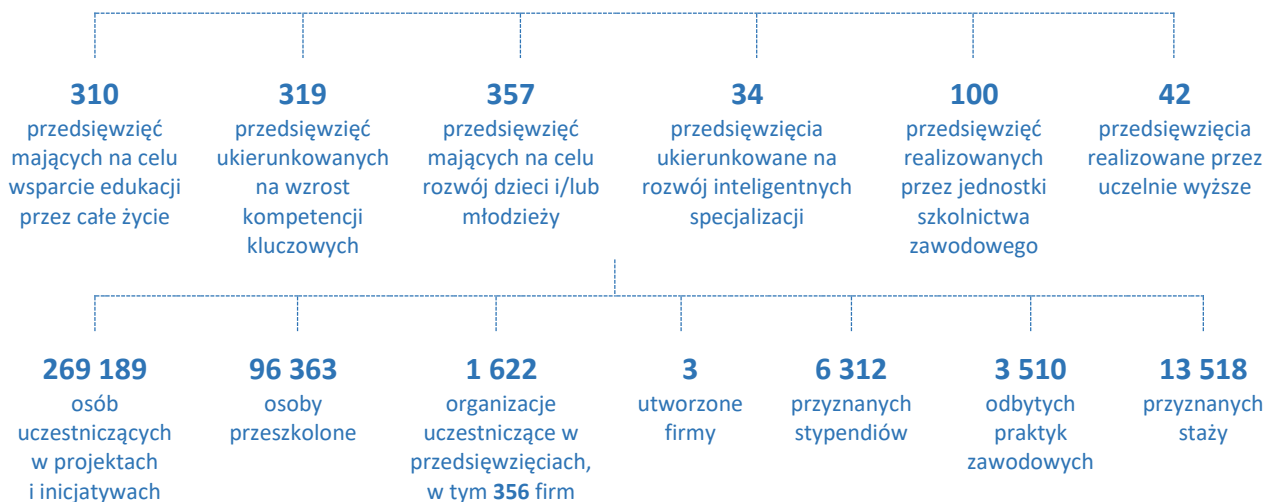 310
przedsięwzięć
mających na celu
wsparcie edukacji
przez całe życie
319
przedsięwzięć
ukierunkowanych
na wzrost
kompetencji
kluczowych
357
przedsięwzięć
mających na celu
rozwój dzieci i/lub
młodzieży
34
przedsięwzięcia
ukierunkowane na
rozwój inteligentnych
specjalizacji
100
przedsięwzięć
realizowanych
przez jednostki
szkolnictwa
zawodowego
42
przedsięwzięcia
realizowane przez
uczelnie wyższe
269 189
osób
uczestniczących
w projektach
i inicjatywach
96 363
osoby
przeszkolone
1 622
organizacje
uczestniczące w
przedsięwzięciach,
w tym 356 firm
3
utworzone
firmy
6 312
przyznanych
stypendiów
3 510
odbytych
praktyk
zawodowych
13 518
przyznanych
staży